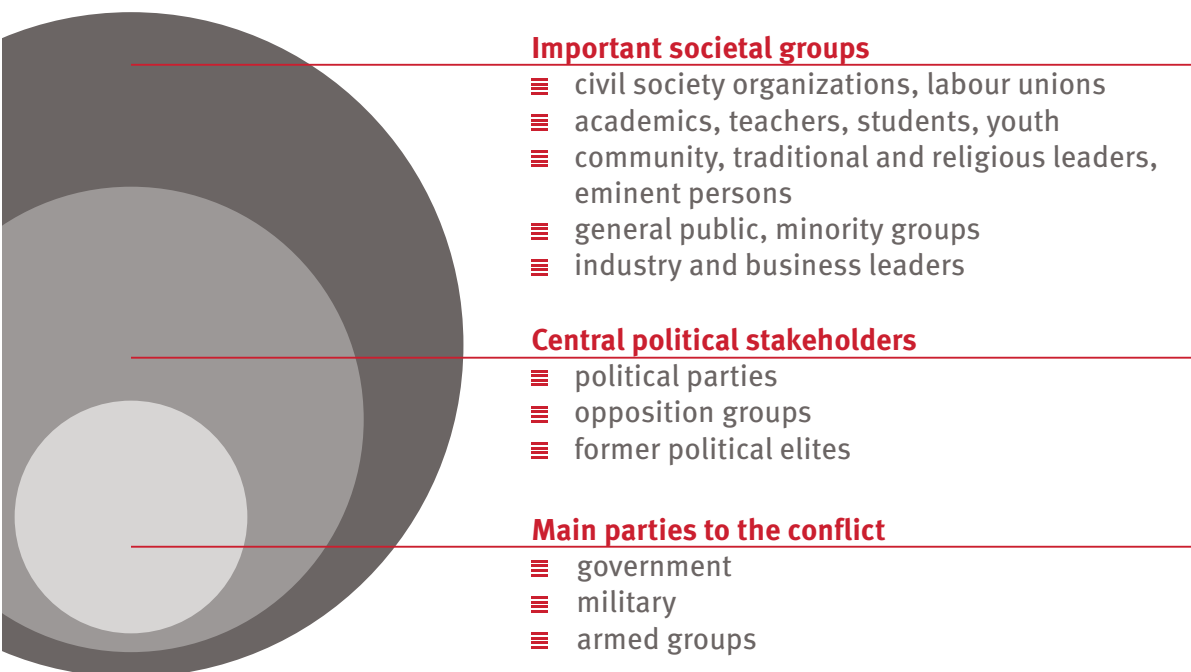 Important societal groups
civil society organizations, labour unions
academics, teachers, students, youth
community, traditional and religious leaders,
eminent persons
general public, minority groups
industry and business leaders
Central political stakeholders
political parties
opposition groups
former political elites
Main parties to the conflict
government
military
armed groups